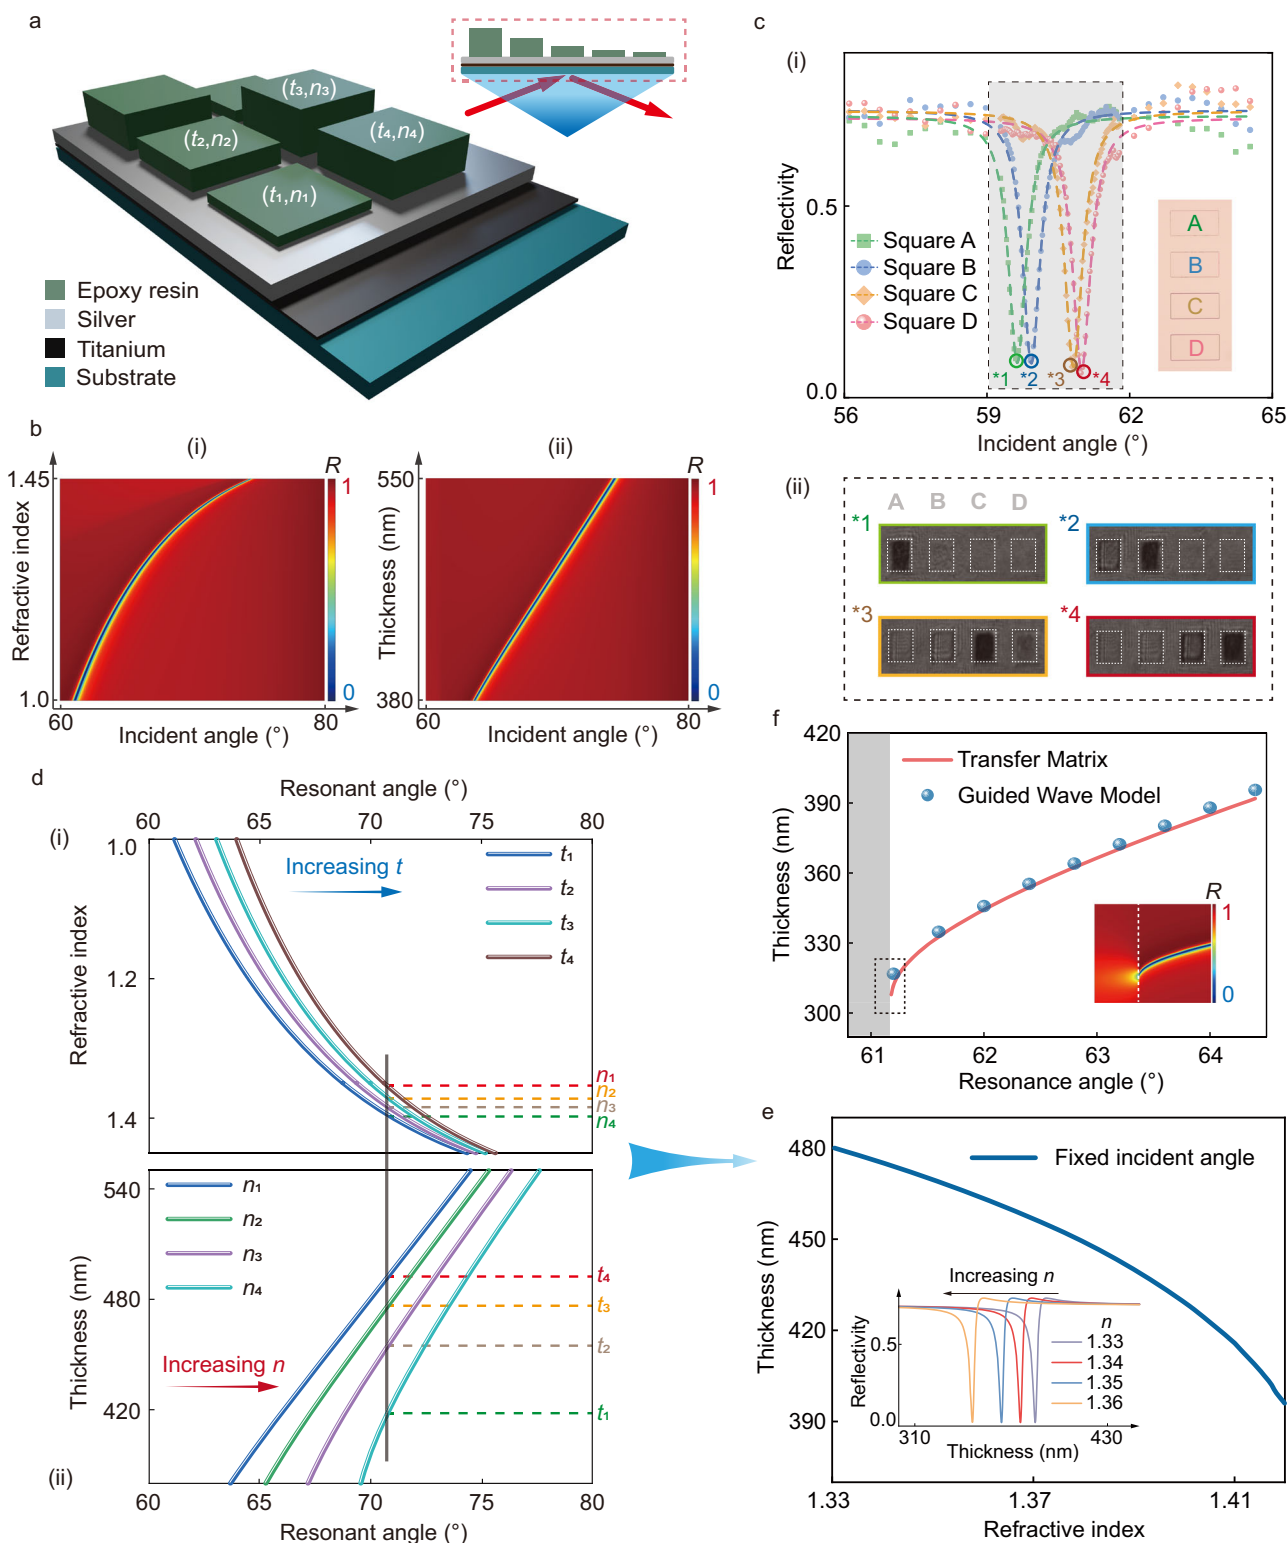 a
(t₃,n₃)
(t₂,n₂)
(t₄,n₄)
(t₁,n₁)
Epoxy resin
Silver
Titanium
Substrate
b
(i)
R
1.45
1
Refractive index
1.0
0
60
80
Incident angle (°)
(ii)
R
550
1
Thickness (nm)
380
0
60
80
Incident angle (°)
c
(i)
Reflectivity
0.5
0.0
Square A
Square B
Square C
Square D
*1
*2
*3
*4
A
B
C
D
56
59
62
65
Incident angle (°)
(ii)
A B C D
*1
*2
*3
*4
d
Resonant angle (°)
60 65 70 75 80
(i)
1.0
1.2
1.4
Refractive index
Increasing t
t₁
t₂
t₃
t₄
n₁
n₂
n₃
n₄
540
480
420
Thickness (nm)
n₁
n₂
n₃
n₄
Increasing n
t₄
t₃
t₂
t₁
(ii)
60 65 70 75 80
Resonant angle (°)
f
420
390
360
330
300
Thickness (nm)
Transfer Matrix
Guided Wave Model
R
1
0
61 62 63 64
Resonance angle (°)
e
480
450
420
390
Thickness (nm)
Fixed incident angle
Increasing n
n
1.33
1.34
1.35
1.36
Reflectivity
0.5
0.0
310
430
Thickness (nm)
1.33 1.37 1.41
Refractive index